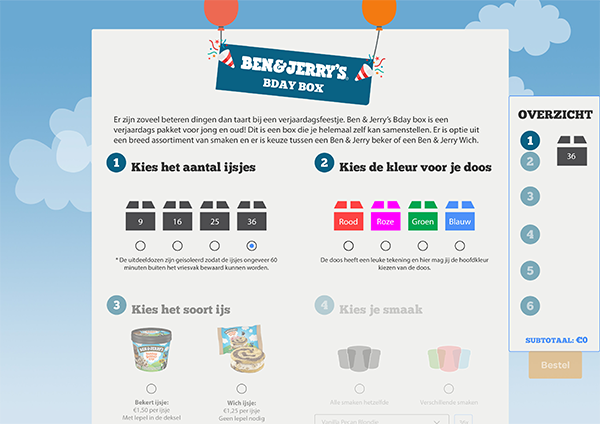 BEN & JERRY'S.
BDAY BOX
Er zijn zoveel beteren dingen dan taart bij een verjaardagsfeestje. Ben & Jerry's Bday box is een
verjaardags pakket voor jong en oud! Dit is een box die je helemaal zelf kan samenstellen. Er is optie uit
een breed assortiment van smaken en er is keuze tussen een Ben & Jerry beker of een Ben & Jerry Wich.
1 Kies het aantal ijsjes
9 16 25 36
* De uitdeeldozen zijn geïsoleerd zodat de ijsjes ongeveer 60
minuten buiten het vriesvak bewaard kunnen worden.
2 Kies de kleur voor je doos
Rood Roze Groen Blauw
De doos heeft een leuke tekening en hier mag jij de hoofdkleur
kiezen van de doos.
3 Kies het soort ijs
BEN & JERRY'S
Bekert ijsje:
€1,50 per ijsje
Met lepel in de deksel
Wich ijsje:
€1,25 per ijsje
Geen lepel nodig
4 Kies je smaak
Alle smaken hetzelfde
Verschillende smaken
OVERZICHT
1
36
2
3
4
5
6
SUBTOTAAL: €0
Bestel